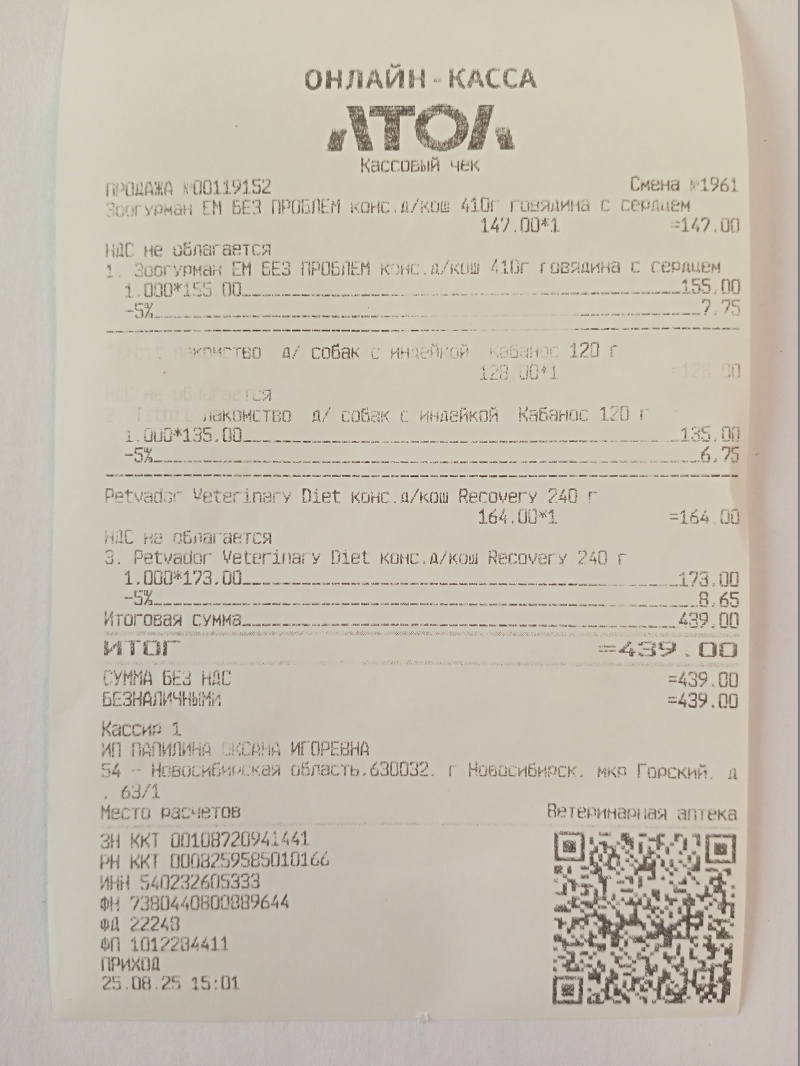 ОНЛАЙН-КАССА
АТОЛ
Кассовый чек
ПРОДАЖА №00119152 Смена №1961
Зоогурман ЕМ БЕЗ ПРОБЛЕМ конс.д/кош 410г говядина с сердцем
147.00*1 =147.00
НДС не облагается
1. Зоогурман ЕМ БЕЗ ПРОБЛЕМ конс.д/кош 410г говядина с сердцем
1.000*155.00 155.00
-5% 7.75
лакомство д/ собак с индейкой Кабанос 120 г
128.00*1 =128.00
НДС не облагается
2. лакомство д/ собак с индейкой Кабанос 120 г
1.000*135.00 135.00
-5% 6.75
Petvador Veterinary Diet конс.д/кош Recovery 240 г
164.00*1 =164.00
НДС не облагается
3. Petvador Veterinary Diet конс.д/кош Recovery 240 г
1.000*173.00 173.00
-5% 8.65
Итоговая сумма 439.00
ИТОГ =439.00
СУММА БЕЗ НДС =439.00
БЕЗНАЛИЧНЫМИ =439.00
Кассир 1
ИП ПАПИЛИНА ОКСАНА ИГОРЕВНА
54 - Новосибирская область,630032, г Новосибирск, мкр Горский, д
. 63/1
Место расчетов Ветеринарная аптека
ЗН ККТ 00108720941441
РН ККТ 0008259585010166
ИНН 540232605333
ФН 7380440800889644
ФД 22248
ФП 1012284411
ПРИХОД
25.08.25 15:01